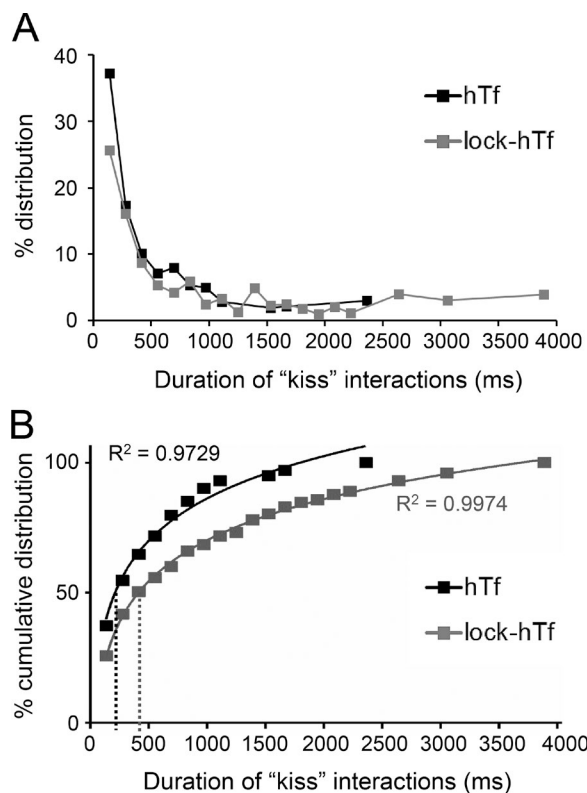 A
40
30
20
10
0
% distribution
hTf
lock-hTf
0 500 1000 1500 2000 2500 3000 3500 4000
Duration of “kiss” interactions (ms)
B
R² = 0.9729
100
R² = 0.9974
50
hTf
lock-hTf
0
% cumulative distribution
0 500 1000 1500 2000 2500 3000 3500 4000
Duration of “kiss” interactions (ms)